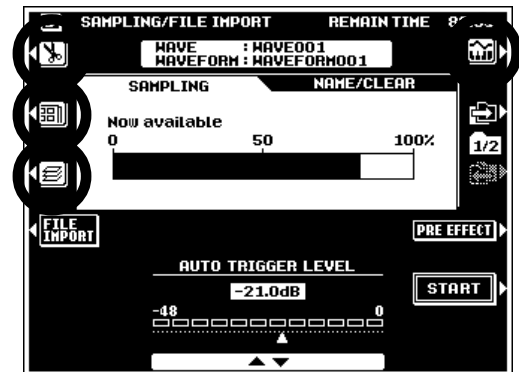 SAMPLING/FILE IMPORT REMAIN TIME
WAVE : WAVE001
WAVEFORM : WAVEFORM001
SAMPLING NAME/CLEAR
Now available
0 50 100%
1/2
FILE IMPORT
PRE EFFECT
AUTO TRIGGER LEVEL
-21.0dB
START
-48 0